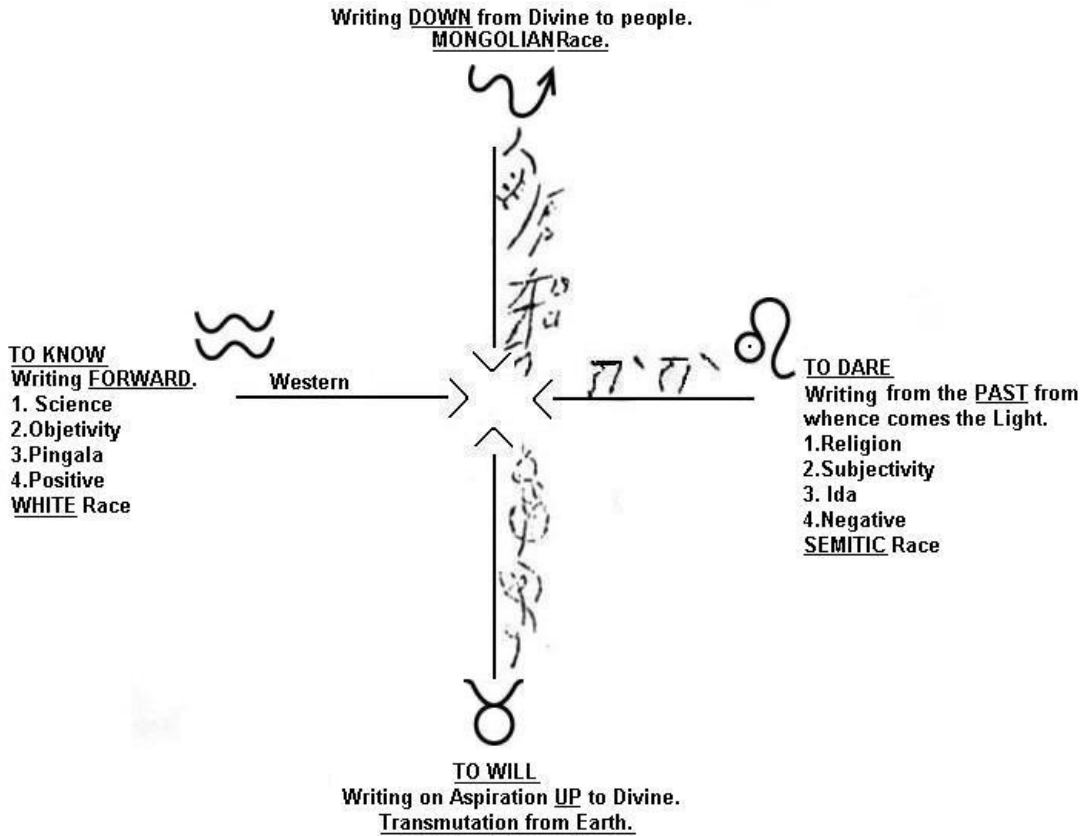 Writing DOWN from Divine to people.
MONGOLIAN Race.
TO KNOW
Writing FORWARD.
1. Science
2.Objetivity
3.Pingala
4.Positive
WHITE Race
Western
TO DARE
Writing from the PAST from
whence comes the Light.
1.Religion
2.Subjectivity
3. Ida
4.Negative
SEMITIC Race
TO WILL
Writing on Aspiration UP to Divine.
Transmutation from Earth.